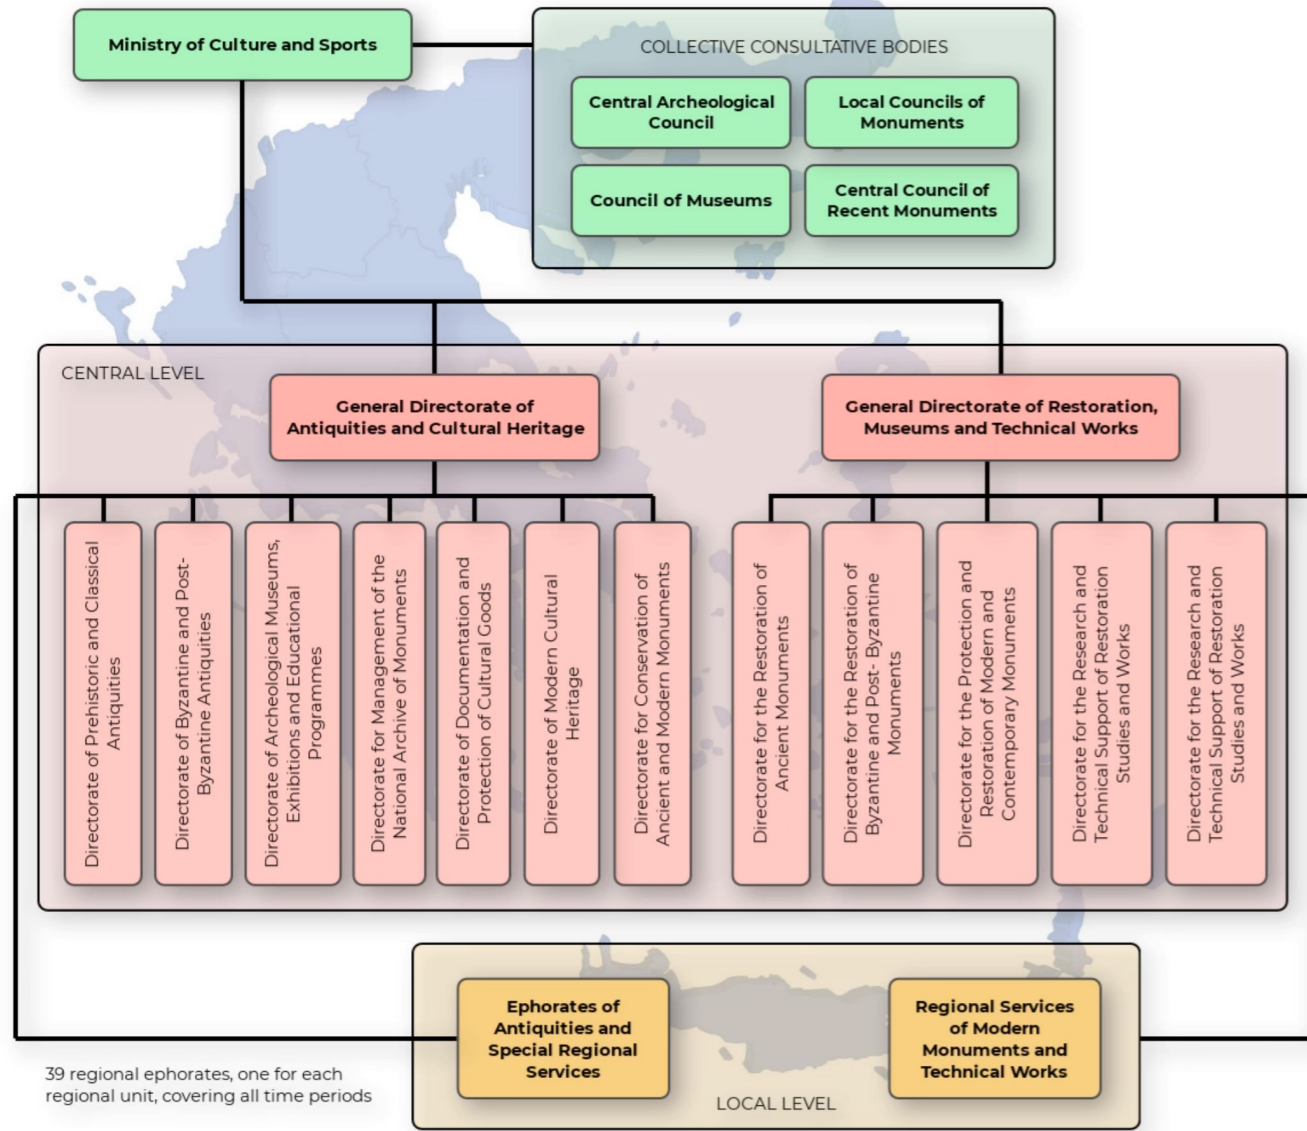 Ministry of Culture and Sports
COLLECTIVE CONSULTATIVE BODIES
Central Archeological
Council
Local Councils of
Monuments
Council of Museums
Central Council of
Recent Monuments
CENTRAL LEVEL
General Directorate of
Antiquities and Cultural Heritage
General Directorate of Restoration,
Museums and Technical Works
Directorate of Prehistoric and Classical
Antiquities
Directorate of Byzantine and Post-
Byzantine Antiquities
Directorate of Archeological Museums,
Exhibitions and Educational
Programmes
Directorate for Management of the
National Archive of Monuments
Directorate of Documentation and
Protection of Cultural Goods
Directorate of Modern Cultural
Heritage
Directorate for Conservation of
Ancient and Modern Monuments
Directorate for the Restoration of
Ancient Monuments
Directorate for the Restoration of
Byzantine and Post- Byzantine
Monuments
Directorate for the Protection and
Restoration of Modern and
Contemporary Monuments
Directorate for the Research and
Technical Support of Restoration
Studies and Works
Directorate for the Research and
Technical Support of Restoration
Studies and Works
Ephorates of
Antiquities and
Special Regional
Services
Regional Services
of Modern
Monuments and
Technical Works
39 regional ephorates, one for each
regional unit, covering all time periods
LOCAL LEVEL